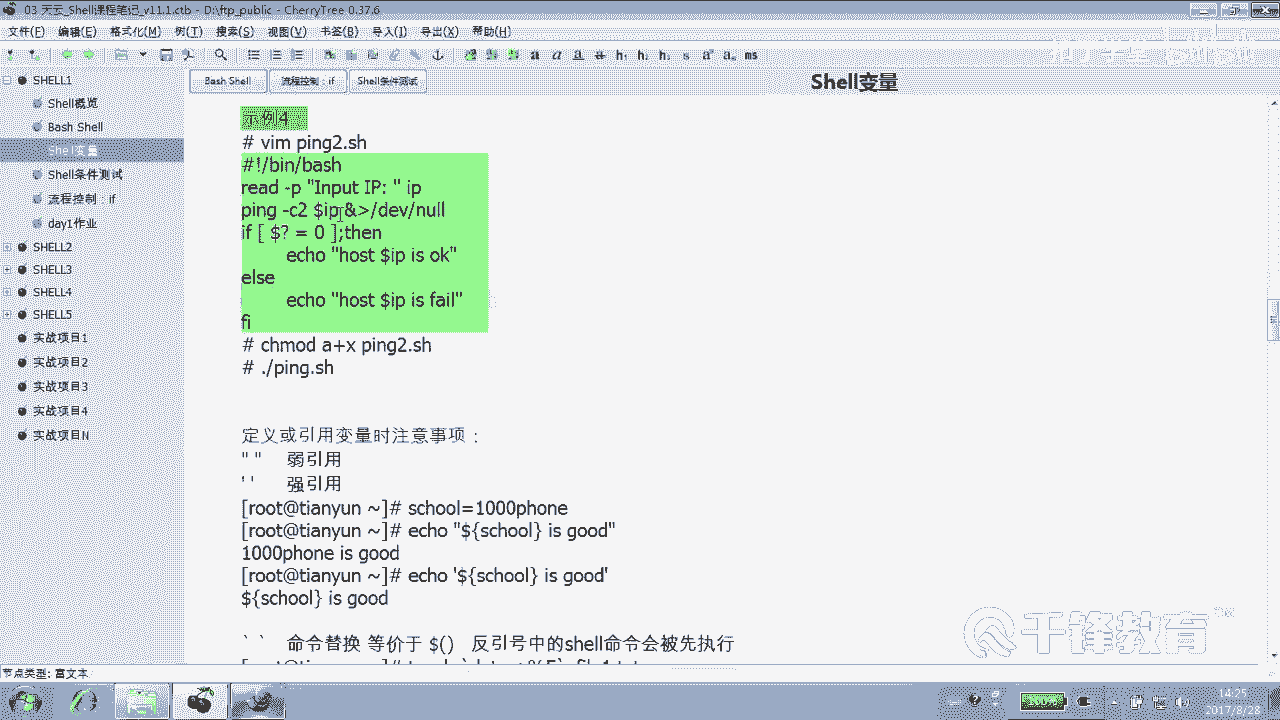 03_天云_Shell课程笔记_v11.1.ctb - D:\ftp_public - CherryTree 0.37.6
文件(F) 编辑(E) 格式化(M) 树(T) 搜索(S) 视图(V) 书签(B) 导入(I) 导出(X) 帮助(H)
SHELL1
Shell概览
Bash Shell
Shell变量
Shell条件测试
流程控制：if
day1作业
SHELL2
SHELL3
SHELL4
SHELL5
实战项目1
实战项目2
实战项目3
实战项目4
实战项目N
Bash Shell 流程控制：if Shell条件测试
Shell变量
示例4
# vim ping2.sh
#!/bin/bash
read -p "Input IP: " ip
ping -c2 $ip &>/dev/null
if [ $? = 0 ];then
echo "host $ip is ok"
else
echo "host $ip is fail"
fi
# chmod a+x ping2.sh
# ./ping.sh
定义或引用变量时注意事项：
" " 弱引用
' ' 强引用
[root@tianyun ~]# school=1000phone
[root@tianyun ~]# echo "${school} is good"
1000phone is good
[root@tianyun ~]# echo '${school} is good'
${school} is good
` ` 命令替换 等价于 $() 反引号中的shell命令会被先执行
千锋教育
节点类型: 富文本
100%
14:25
2017/8/28